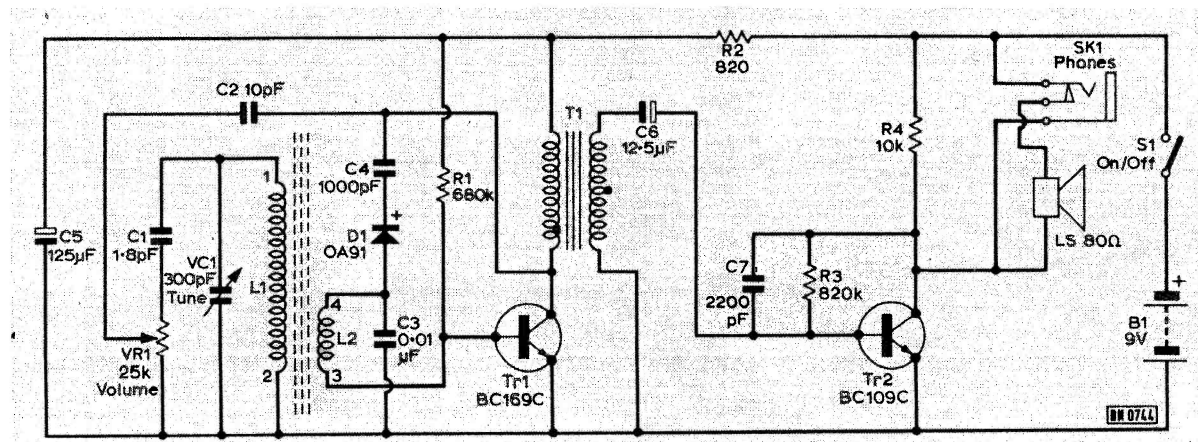 SK1
Phones
R2
820
C2 10pF
T1
C6
12·5μF
R4
10k
S1
On/Off
1
C4
1000pF
R1
680k
+
D1
OA91
LS 80Ω
C5
125μF
C1
1·8pF
VC1
300pF
Tune
L1
C7
2200
pF
R3
820k
+
4
L2
C3
0·01
μF
B1
9V
VR1
25k
Volume
2
3
Tr1
BC169C
Tr2
BC109C
BM 0744